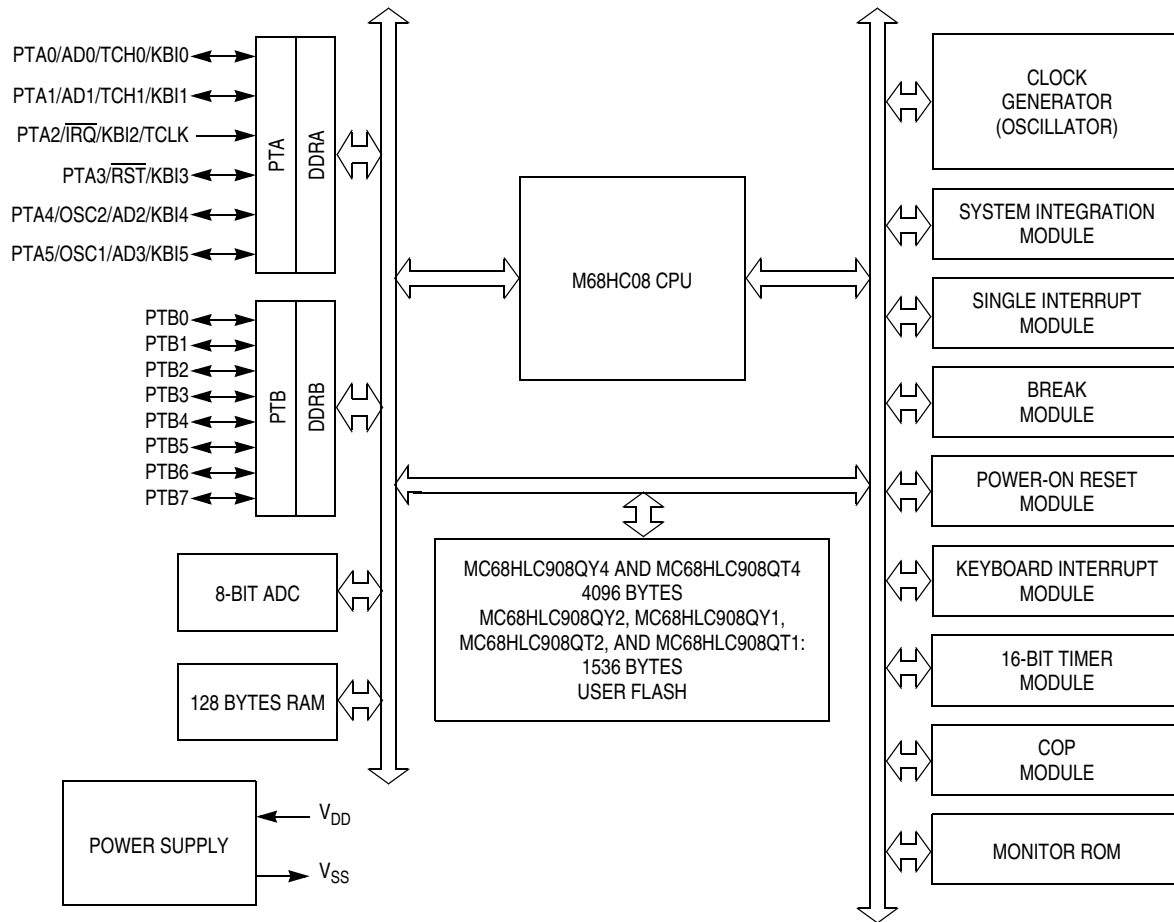 PTA0/AD0/TCH0/KBI0
PTA1/AD1/TCH1/KBI1
PTA2/IRQ/KBI2/TCLK
PTA3/RST/KBI3
PTA4/OSC2/AD2/KBI4
PTA5/OSC1/AD3/KBI5
PTA
DDRA
PTB0
PTB1
PTB2
PTB3
PTB4
PTB5
PTB6
PTB7
PTB
DDRB
8-BIT ADC
128 BYTES RAM
POWER SUPPLY
VDD
VSS
M68HC08 CPU
MC68HLC908QY4 AND MC68HLC908QT4
4096 BYTES
MC68HLC908QY2, MC68HLC908QY1,
MC68HLC908QT2, AND MC68HLC908QT1:
1536 BYTES
USER FLASH
CLOCK
GENERATOR
(OSCILLATOR)
SYSTEM INTEGRATION
MODULE
SINGLE INTERRUPT
MODULE
BREAK
MODULE
POWER-ON RESET
MODULE
KEYBOARD INTERRUPT
MODULE
16-BIT TIMER
MODULE
COP
MODULE
MONITOR ROM